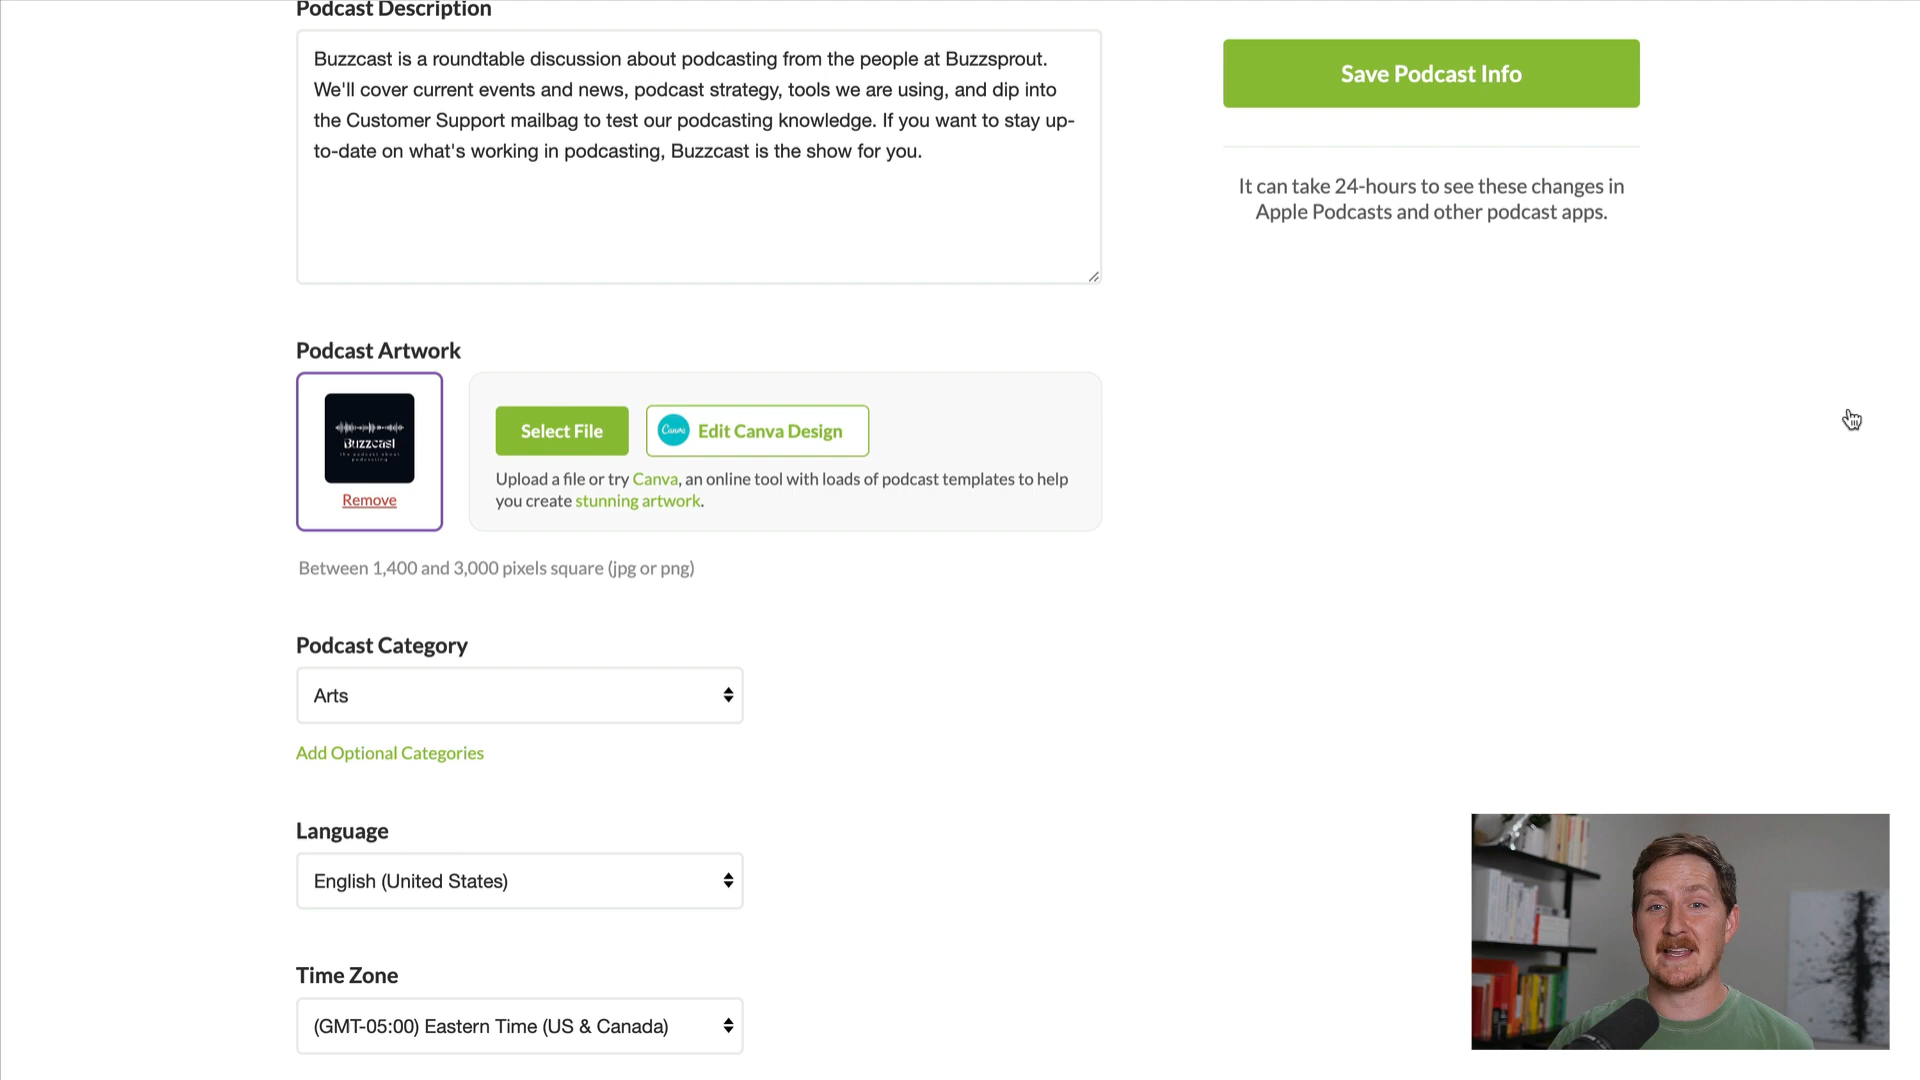 Podcast Description
Buzzcast is a roundtable discussion about podcasting from the people at Buzzsprout.
We'll cover current events and news, podcast strategy, tools we are using, and dip into
the Customer Support mailbag to test our podcasting knowledge. If you want to stay up-
to-date on what's working in podcasting, Buzzcast is the show for you.
Save Podcast Info
It can take 24-hours to see these changes in
Apple Podcasts and other podcast apps.
Podcast Artwork
Buzzcast
the podcast about
podcasting
Remove
Select File
Canva
Edit Canva Design
Upload a file or try Canva, an online tool with loads of podcast templates to help
you create stunning artwork.
Between 1,400 and 3,000 pixels square (jpg or png)
Podcast Category
Arts
Add Optional Categories
Language
English (United States)
Time Zone
(GMT-05:00) Eastern Time (US & Canada)